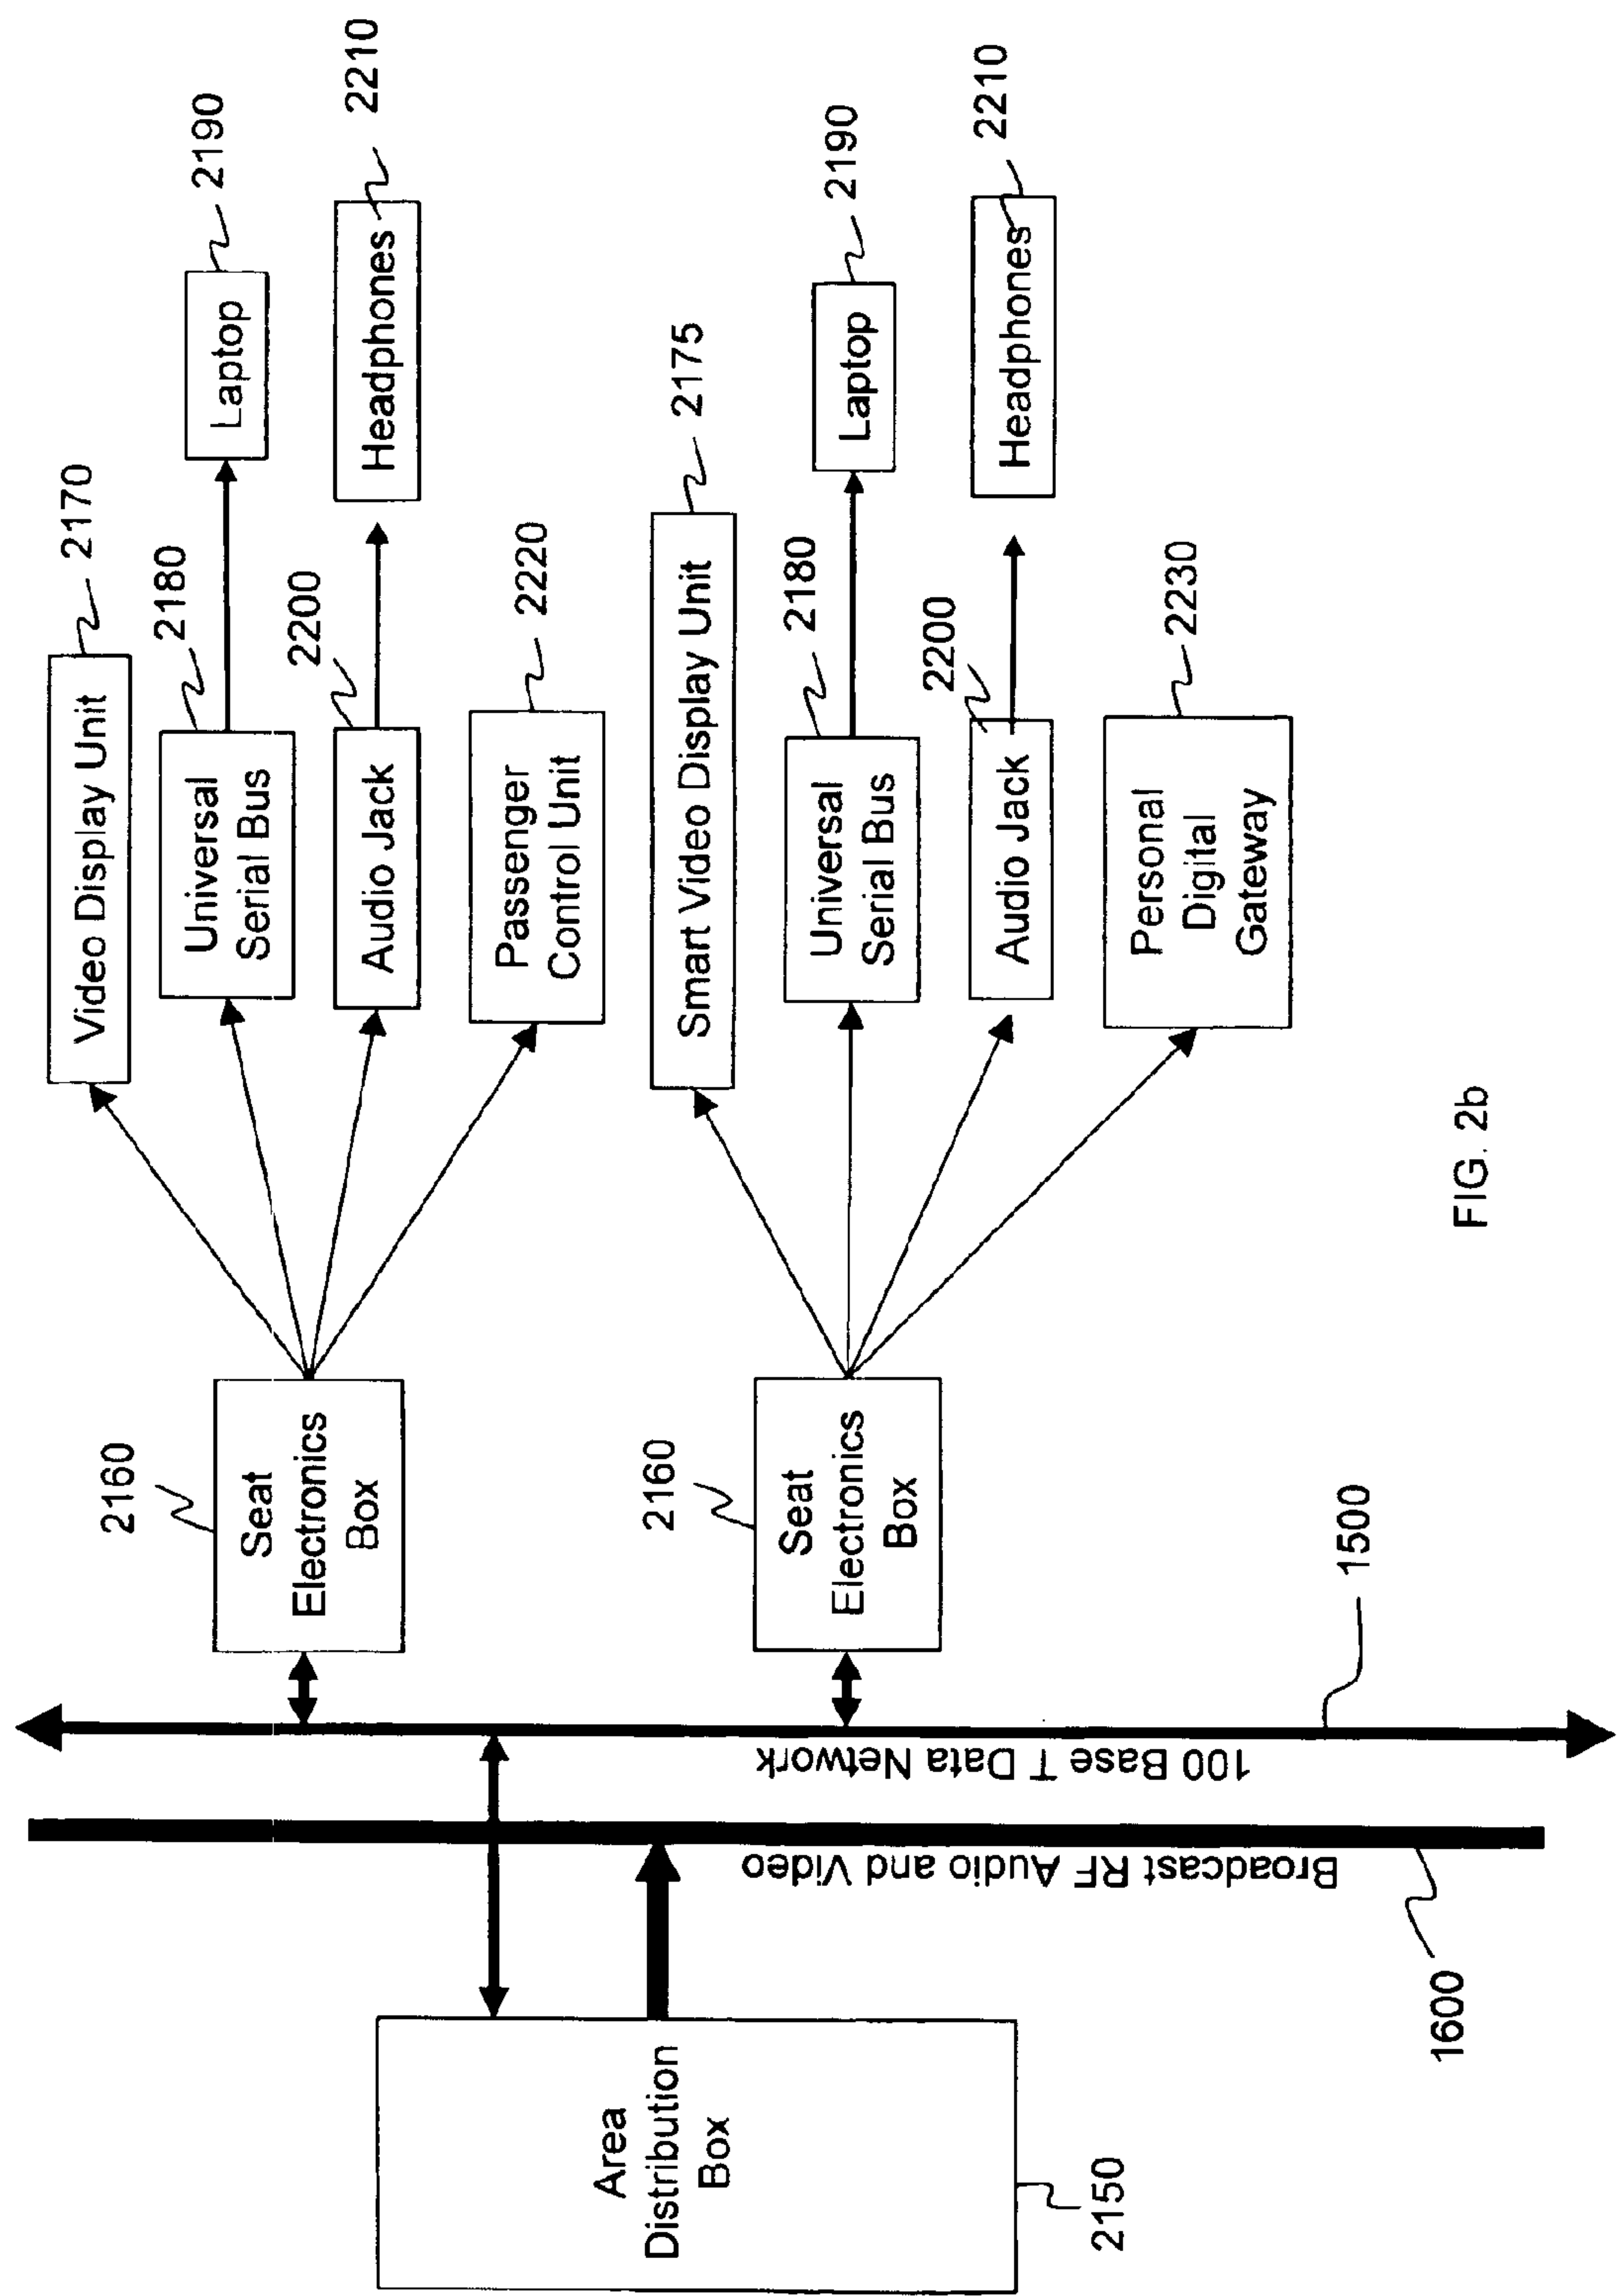 Area
Distribution
Box
2150
Broadcast RF Audio and Video
1600
100 Base T Data Network
1500
2160
Seat
Electronics
Box
2160
Seat
Electronics
Box
Video Display Unit
2170
Universal
Serial Bus
2180
Laptop
2190
Audio Jack
2200
Headphones
2210
Passenger
Control Unit
2220
Smart Video Display Unit
2175
Universal
Serial Bus
2180
Laptop
2190
Audio Jack
2200
Headphones
2210
Personal
Digital
Gateway
2230
FIG. 2b